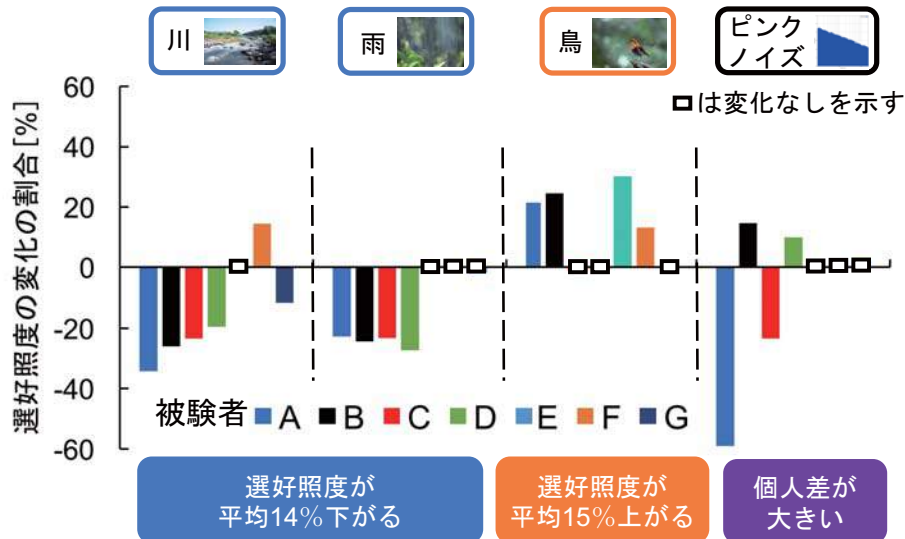 川
雨
鳥
ピンク
ノイズ
は変化なしを示す
選好照度の変化の割合[%]
60
40
20
0
-20
-40
-60
被験者 A B C D E F G
選好照度が
平均14%下がる
選好照度が
平均15%上がる
個人差が
大きい